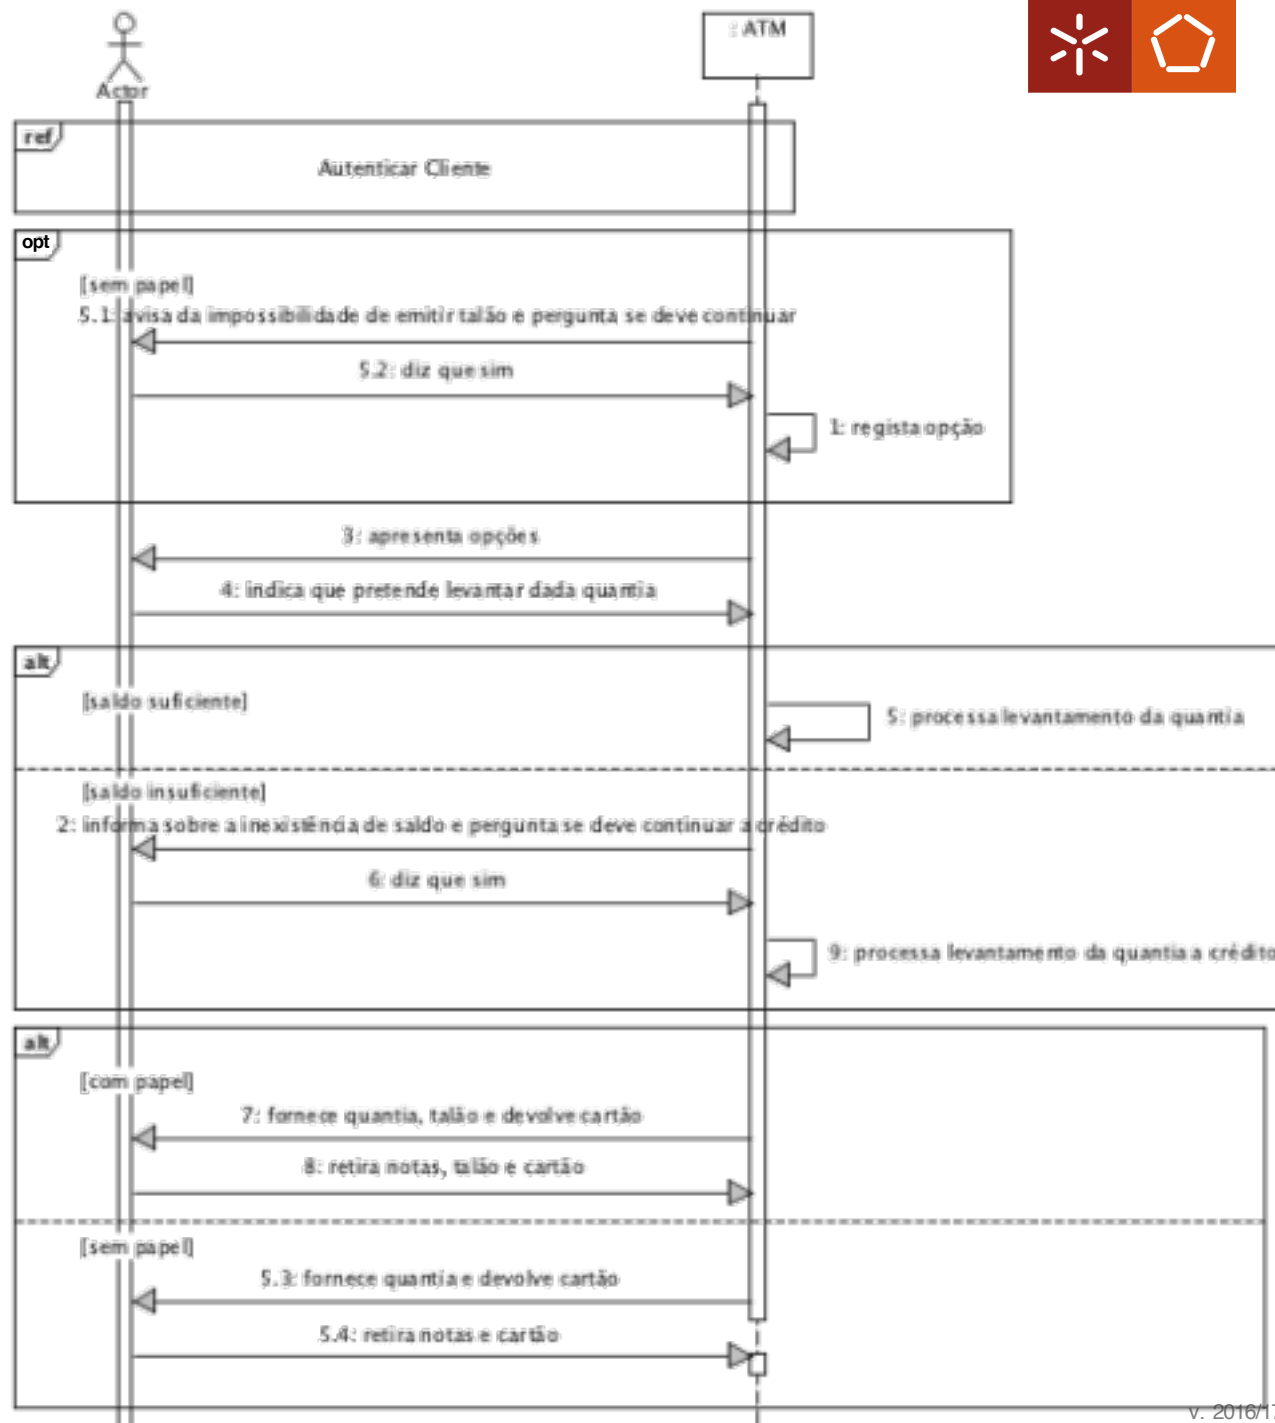 : ATM
Actor
ref
Autenticar Cliente
opt
[sem papel]
5.1: avisa da impossibilidade de emitir talão e pergunta se deve continuar
5.2: diz que sim
1: regista opção
3: apresenta opções
4: indica que pretende levantar dada quantia
alt
[saldo suficiente]
5: processa levantamento da quantia
[saldo insuficiente]
2: informa sobre a inexistência de saldo e pergunta se deve continuar a crédito
6: diz que sim
9: processa levantamento da quantia a crédito
alt
[com papel]
7: fornece quantia, talão e devolve cartão
8: retira notas, talão e cartão
[sem papel]
5.3: fornece quantia e devolve cartão
5.4: retira notas e cartão
v. 2016/17